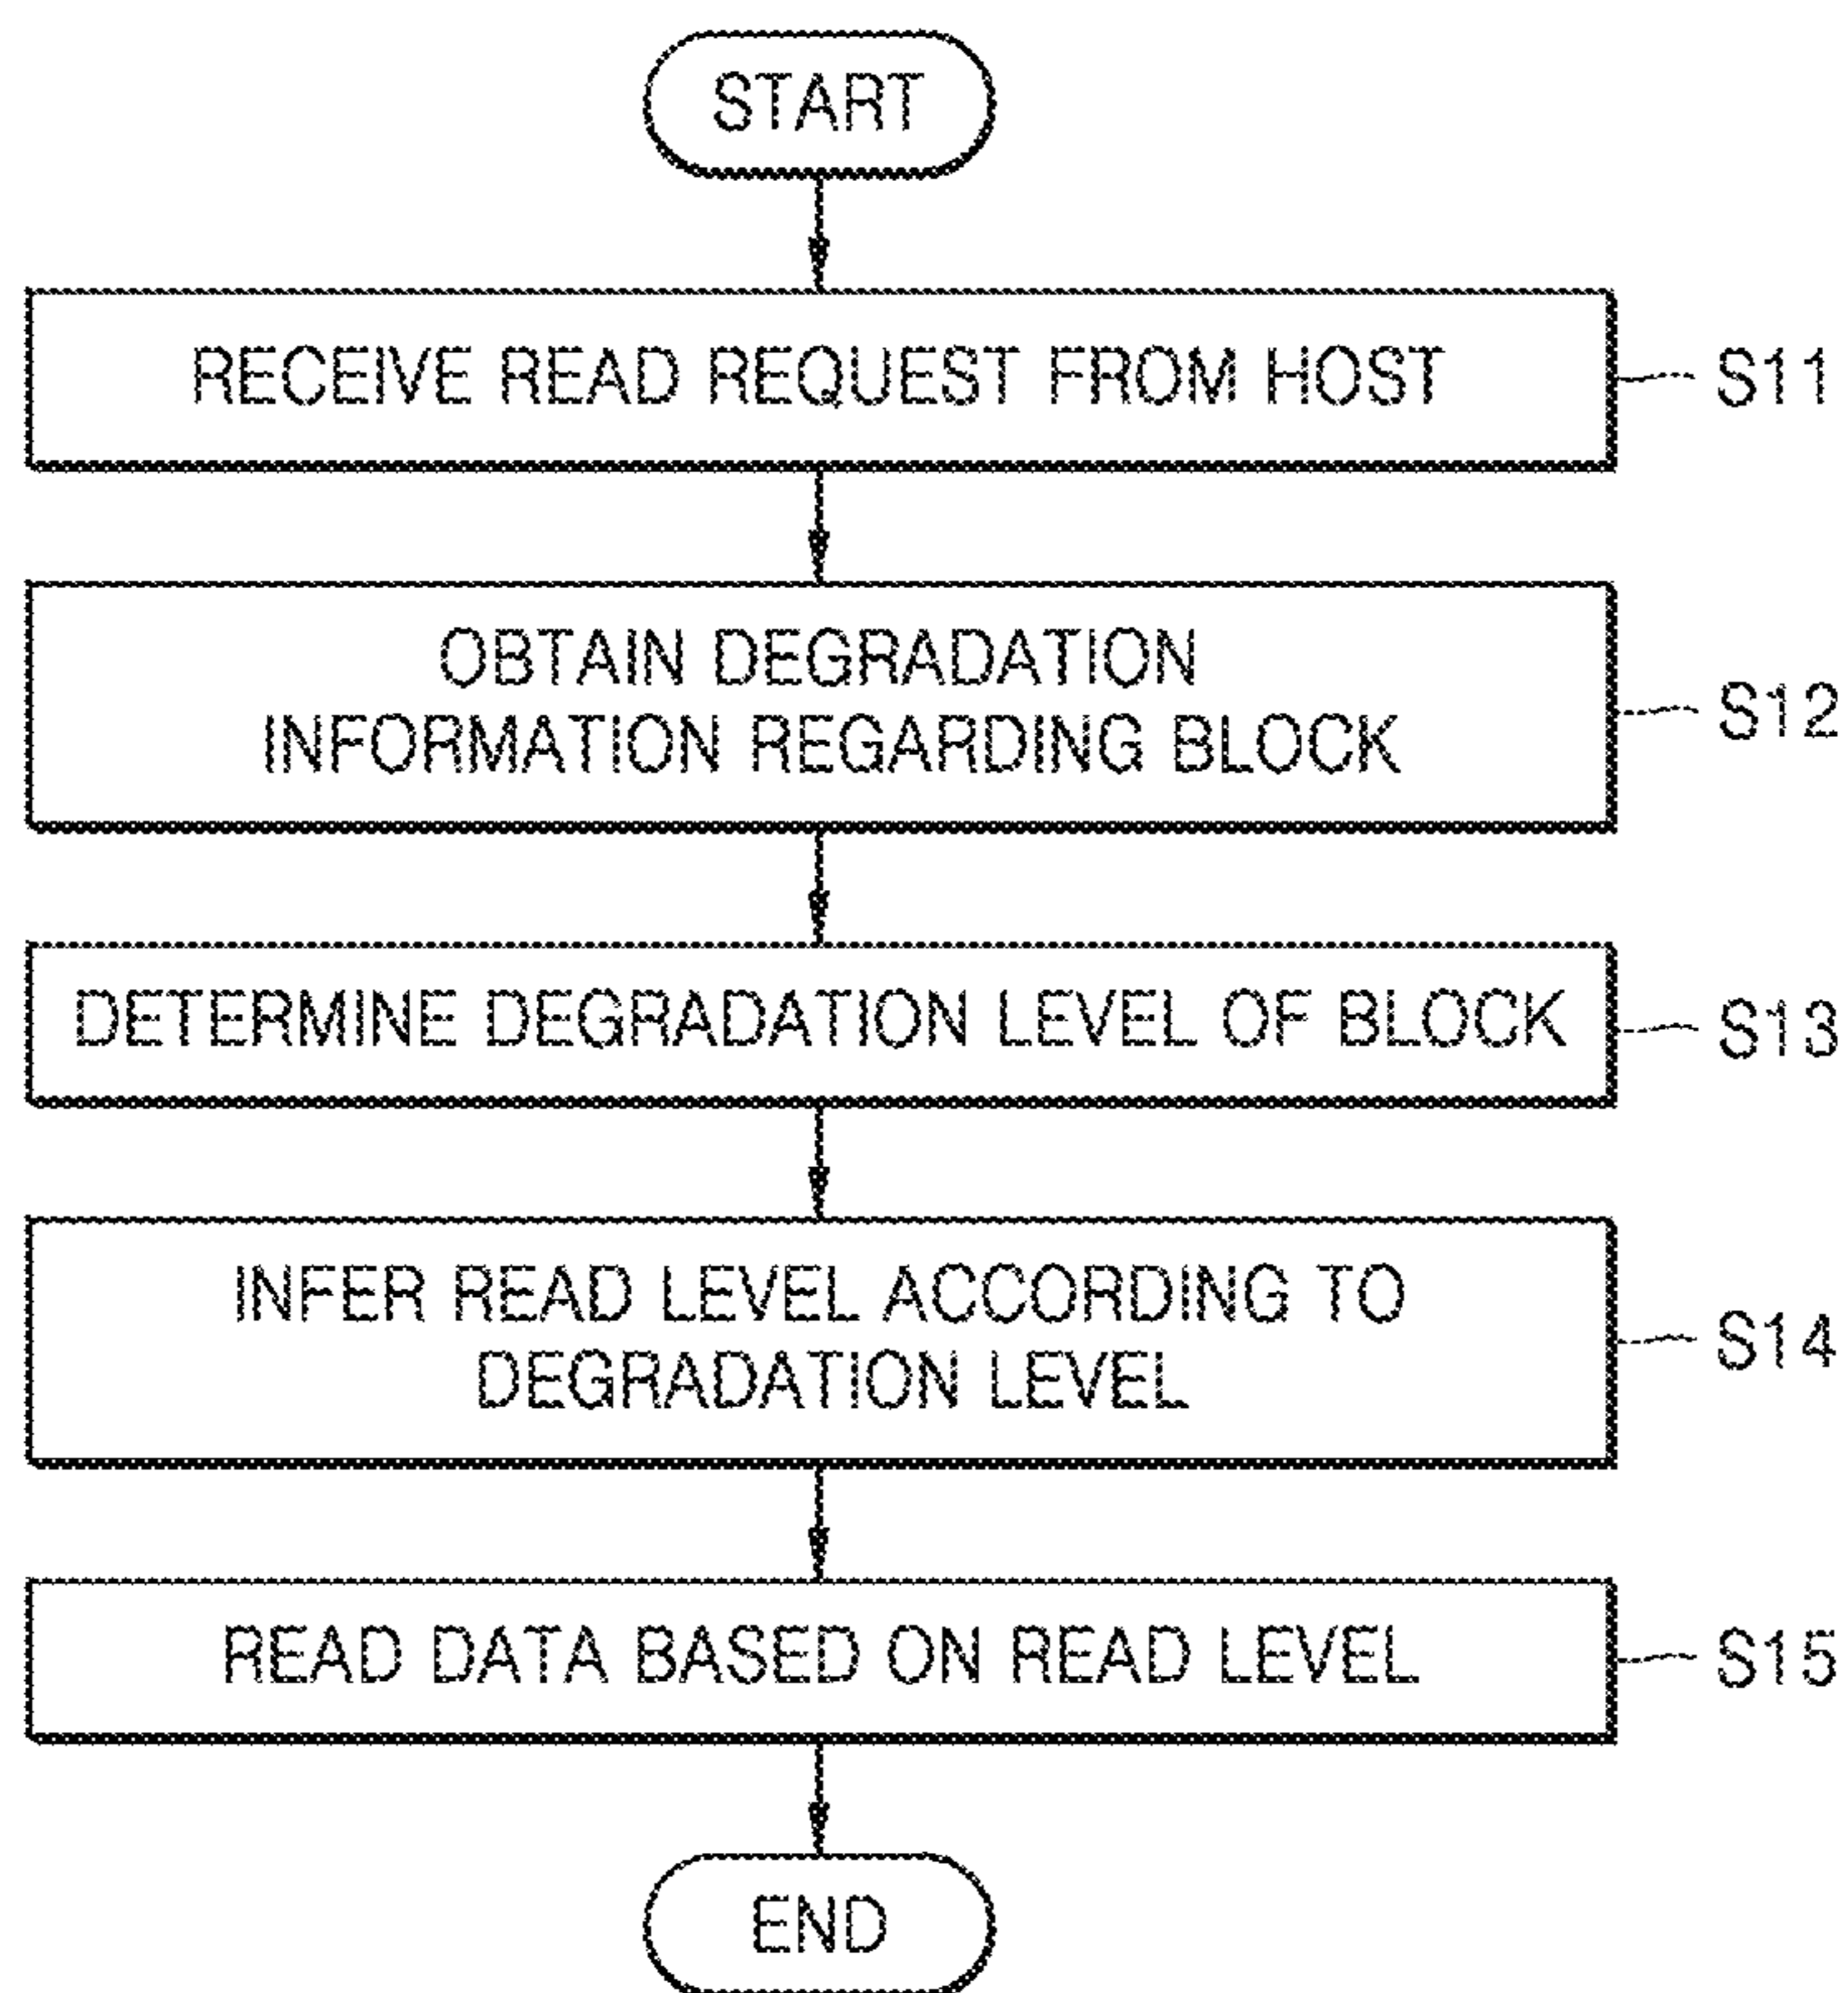 START
RECEIVE READ REQUEST FROM HOST
S11
OBTAIN DEGRADATION
INFORMATION REGARDING BLOCK
S12
DETERMINE DEGRADATION LEVEL OF BLOCK
S13
INFER READ LEVEL ACCORDING TO
DEGRADATION LEVEL
S14
READ DATA BASED ON READ LEVEL
S15
END